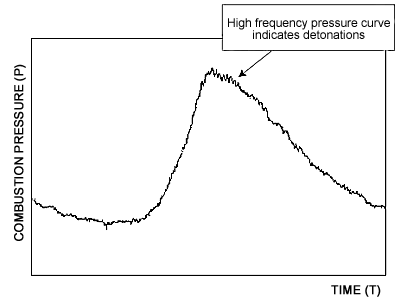 High frequency pressure curve
indicates detonations
COMBUSTION PRESSURE (P)
TIME (T)